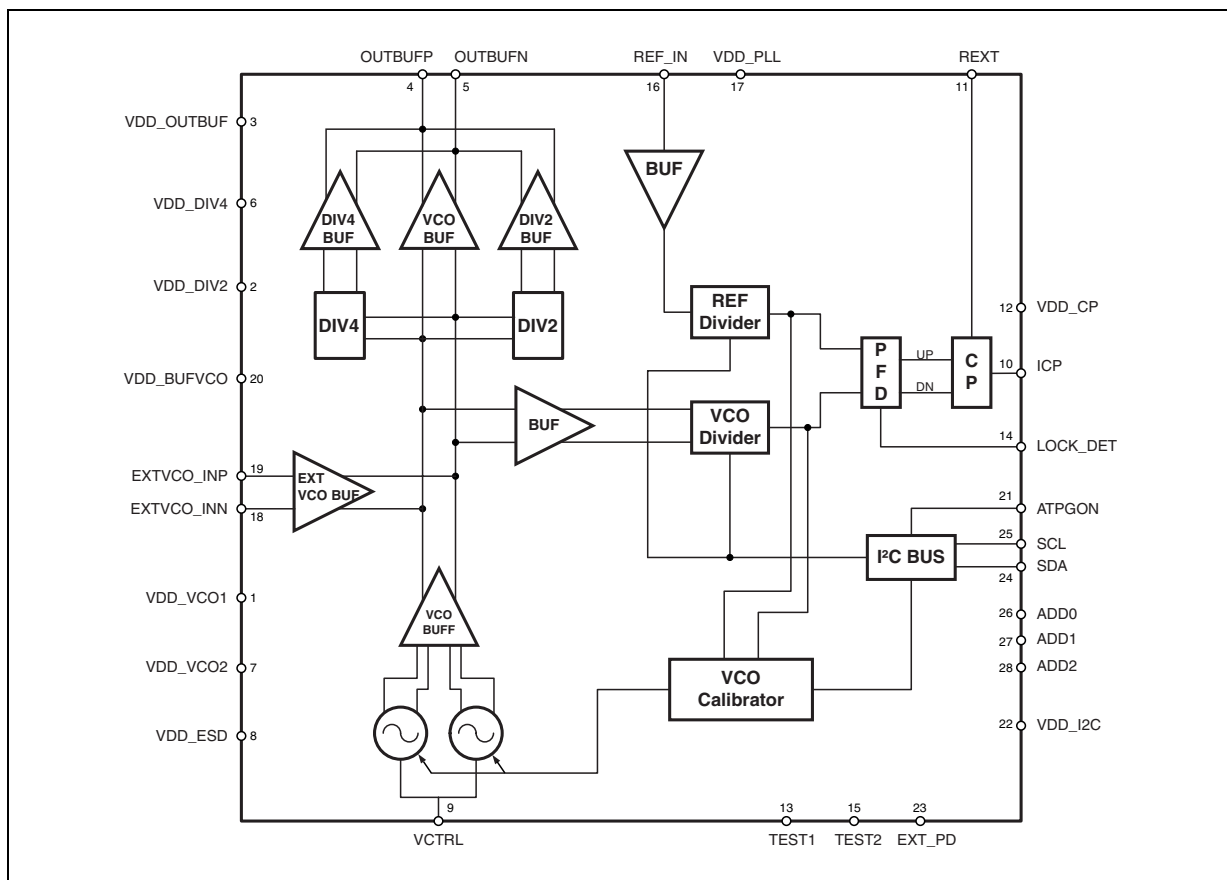 OUTBUFP OUTBUFN REF_IN VDD_PLL REXT
4 5 16 17 11
VDD_OUTBUF 3
BUF
VDD_DIV4 6
DIV4 BUF
VCO BUF
DIV2 BUF
VDD_DIV2 2
REF Divider
12 VDD_CP
DIV4
DIV2
PFD
UP
DN
CP
10 ICP
VDD_BUFVCO 20
BUF
VCO Divider
14 LOCK_DET
EXTVCO_INP 19
EXT VCO BUF
EXTVCO_INN 18
21 ATPGON
25 SCL
I²C BUS
SDA 24
VDD_VCO1 1
VCO BUFF
26 ADD0
27 ADD1
28 ADD2
VDD_VCO2 7
VCO Calibrator
22 VDD_I2C
VDD_ESD 8
9 13 15 23
VCTRL TEST1 TEST2 EXT_PD